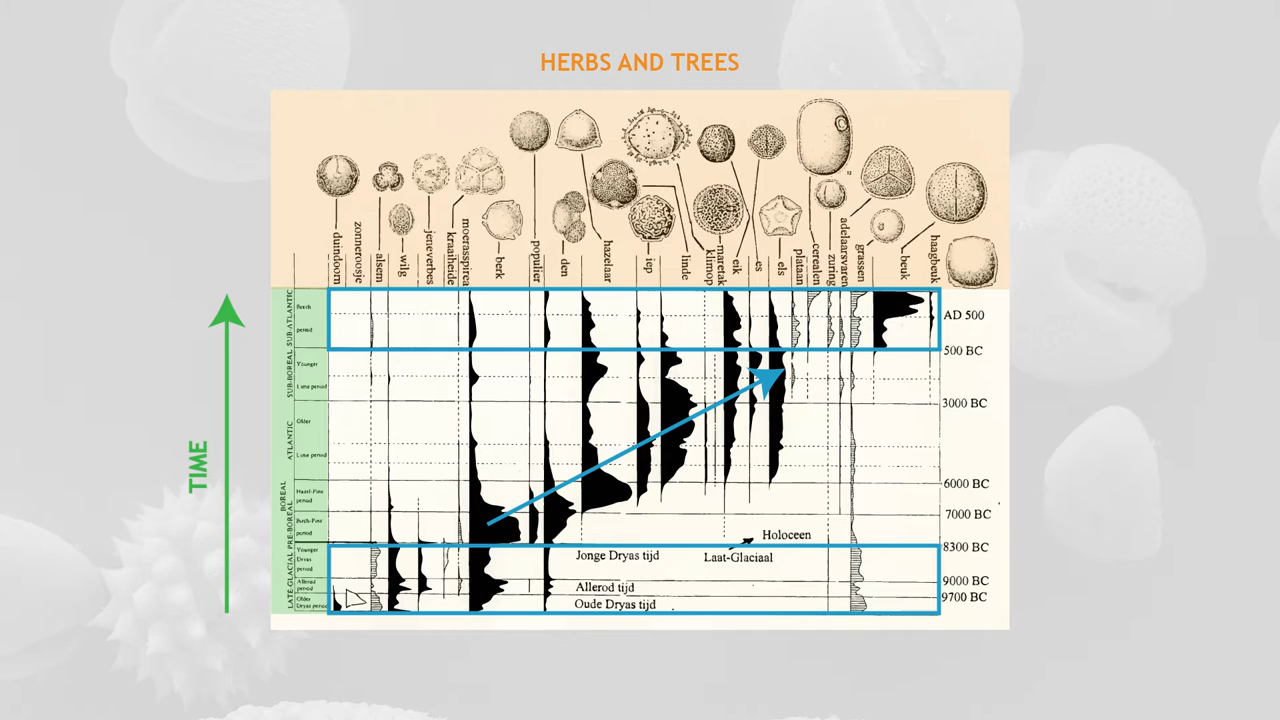 HERBS AND TREES
duindoorn
zonneroosje
alsem
wilg
jeneverbes
kraaiheide
moerasspirea
berk
populier
den
hazelaar
iep
linde
klimop
maretak
eik
es
els
plataan
cerealen
zuring
adelaarsvaren
grassen
beuk
haagbeuk
TIME
SUB-ATLANTIC
Beech
period
AD 500
500 BC
SUB-BOREAL
Younger
Lime period
3000 BC
ATLANTIC
Older
Lime period
6000 BC
BOREAL
Hazel-Pine
period
7000 BC
PRE-BOREAL
Birch-Pine
period
Holoceen
8300 BC
LATE-GLACIAL
Younger
Dryas
period
Jonge Dryas tijd
Laat-Glaciaal
9000 BC
Allerød
period
Allerod tijd
9700 BC
Older
Dryas period
Oude Dryas tijd